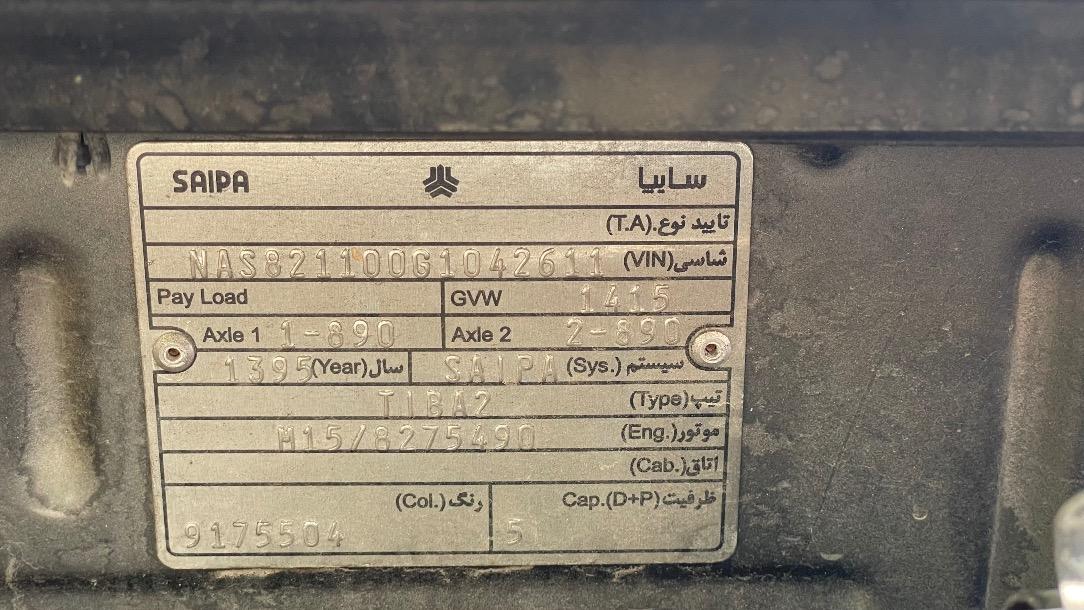 SAIPA سایپا
تایید نوع.(T.A)
شاسی(VIN) NAS821100G1042611
Pay Load GVW 1415
Axle 1 1-890 Axle 2 2-890
سال(Year) 1395 سیستم (Sys.) SAIPA
تیپ(Type) TIBA2
موتور(Eng.) M15/8275490
اتاق(Cab.)
رنگ(Col.) ظرفیت Cap.(D+P)
9175504 5